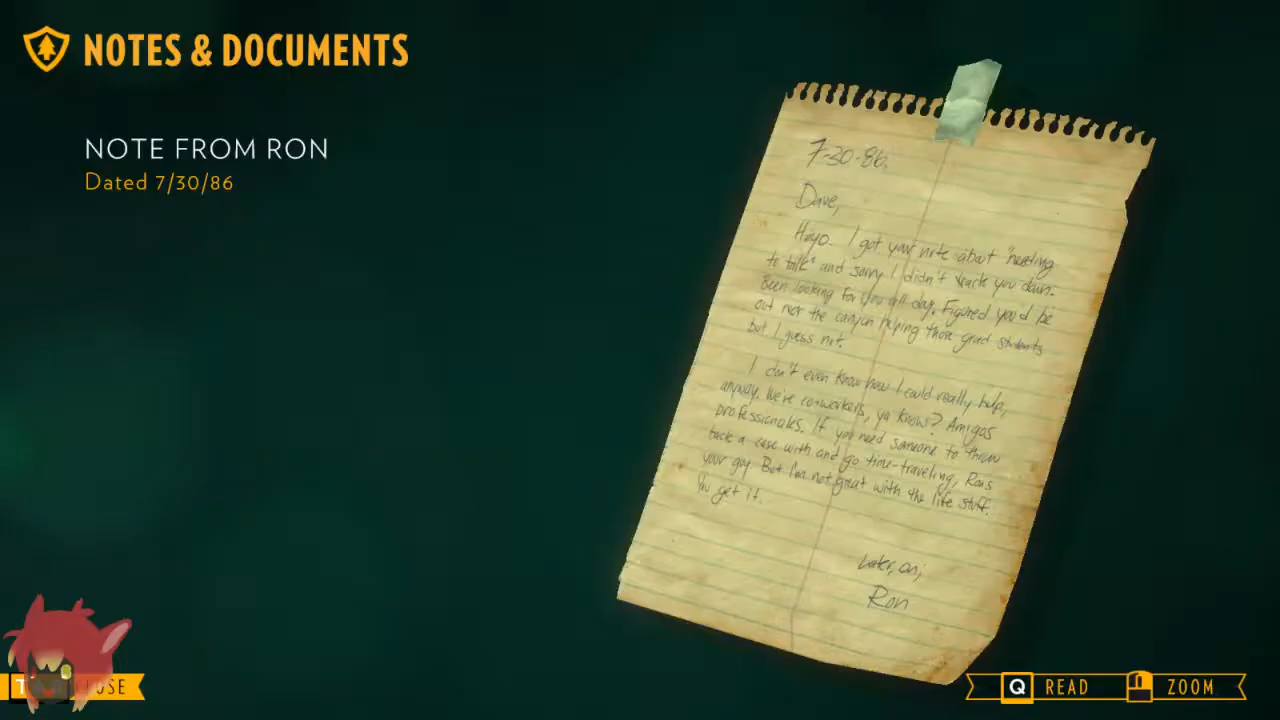 NOTES & DOCUMENTS
NOTE FROM RON
Dated 7/30/86
7-30-86.
Dave,
Heyo. I got your note about "needing
to talk" and sorry I didn't track you down.
Been looking for you all day. Figured you'd be
out near the canyon helping those grad students
but I guess not.
I don't even know how I could really help,
anyway. We're co-workers, ya know? Amigos
professionales. If you need someone to throw
back a case with and go time-traveling, Ron's
your guy. But I'm not great with the life stuff.
You get it.
Later, on,
Ron
Q READ
ZOOM